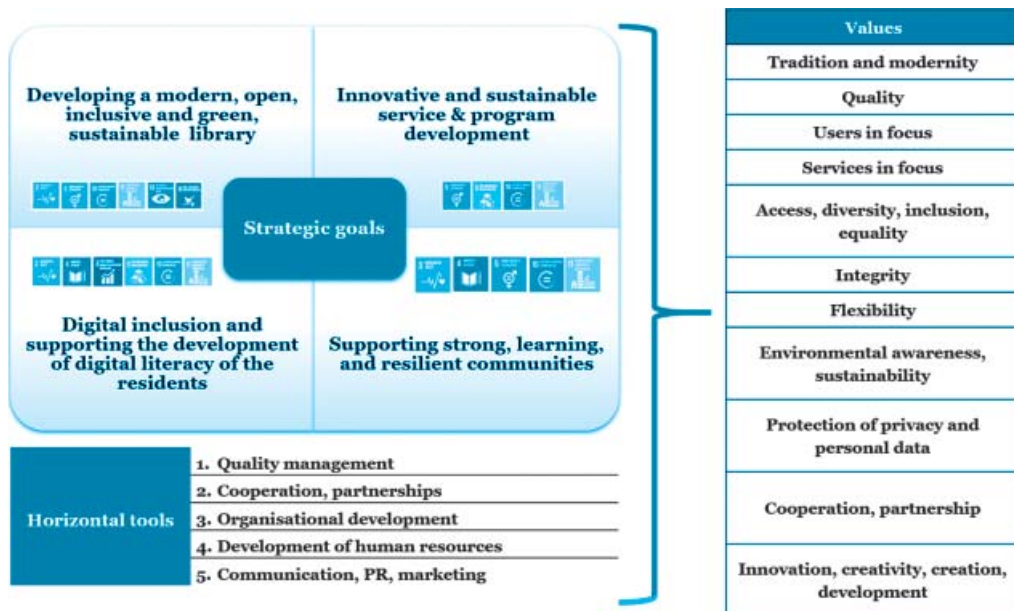 Developing a modern, open,
inclusive and green,
sustainable library
Innovative and sustainable
service & program
development
Strategic goals
Digital inclusion and
supporting the development
of digital literacy of the
residents
Supporting strong, learning,
and resilient communities
Horizontal tools
1. Quality management
2. Cooperation, partnerships
3. Organisational development
4. Development of human resources
5. Communication, PR, marketing
Values
Tradition and modernity
Quality
Users in focus
Services in focus
Access, diversity, inclusion,
equality
Integrity
Flexibility
Environmental awareness,
sustainability
Protection of privacy and
personal data
Cooperation, partnership
Innovation, creativity, creation,
development